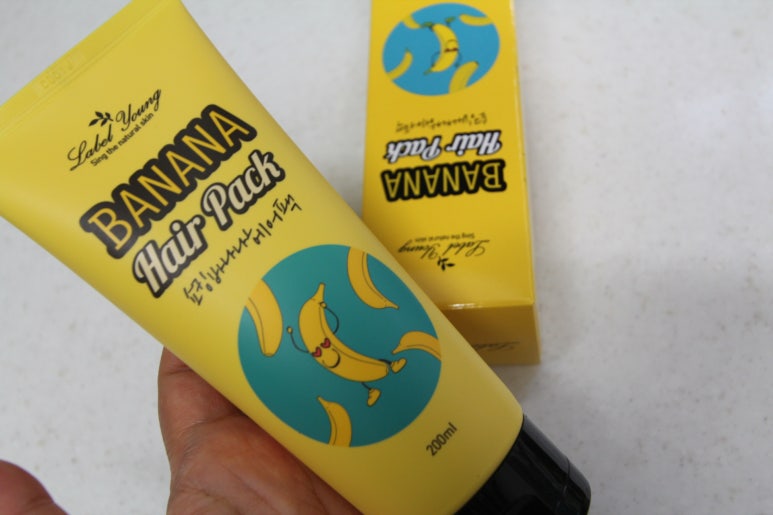 Label Young
Sing the natural skin
BANANA
Hair Pack
200ml
Label Young
Sing the natural skin
BANANA
Hair Pack